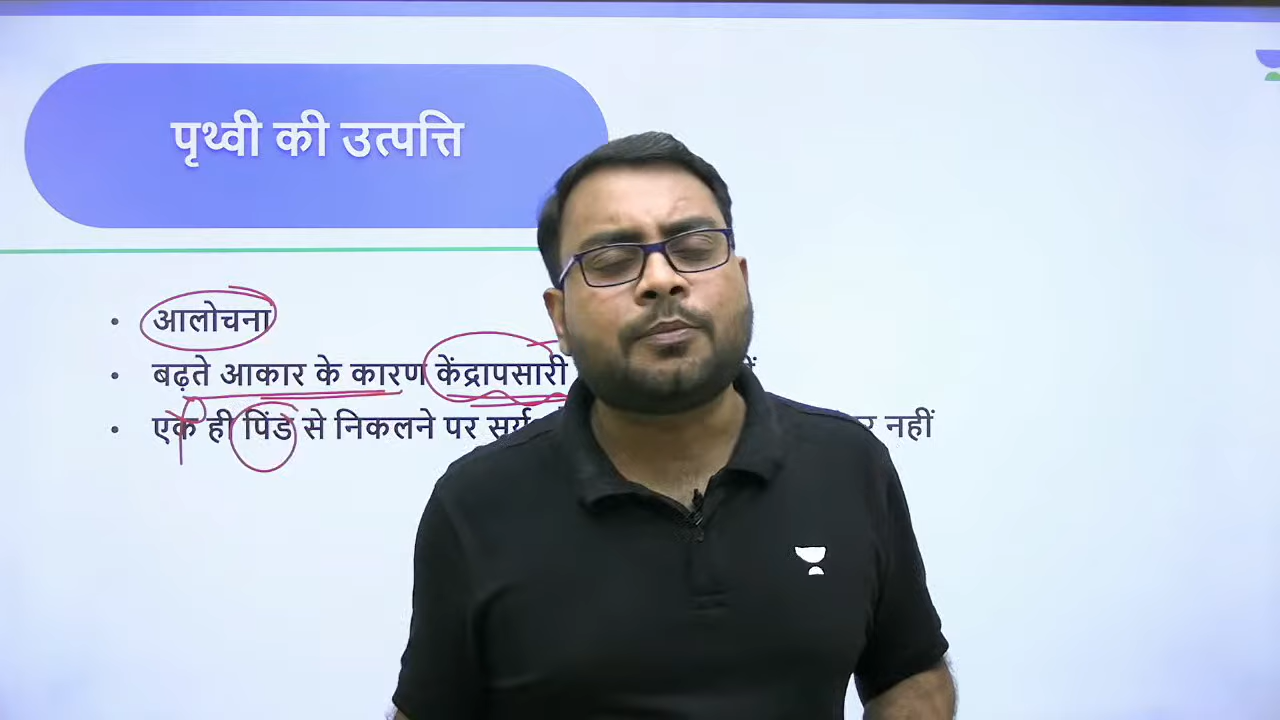 पृथ्वी की उत्पत्ति
आलोचना
बढ़ते आकार के कारण केंद्रापसारी
एक ही पिंड से निकलने पर नहीं